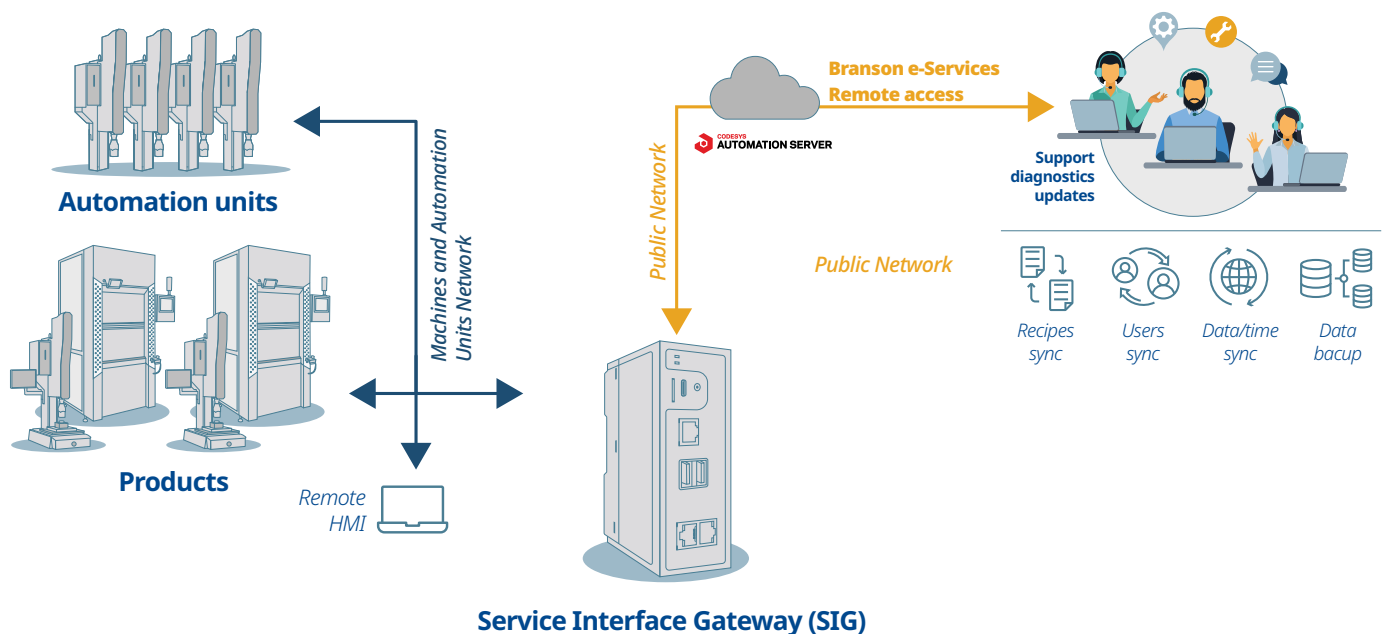 Automation units
Products
Machines and Automation
Units Network
Remote
HMI
Public Network
CODESYS
AUTOMATION SERVER
Branson e-Services
Remote access
Public Network
Support
diagnostics
updates
Recipes
sync
Users
sync
Data/time
sync
Data
bacup
Service Interface Gateway (SIG)